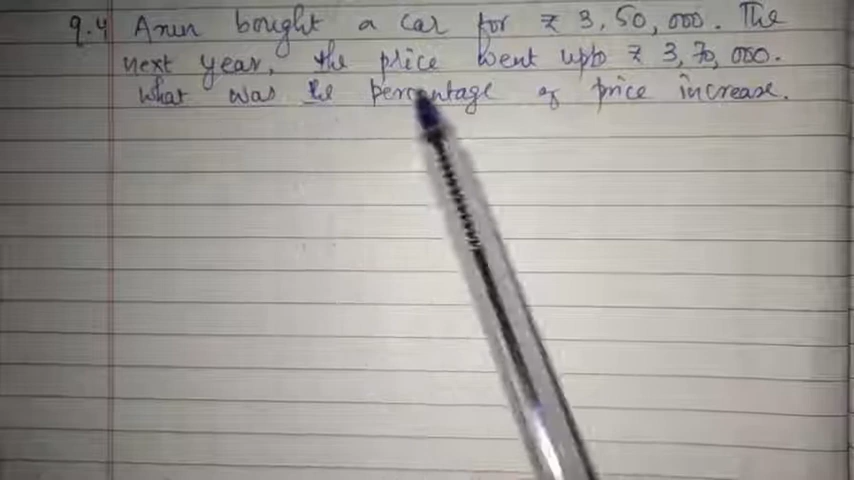 Q.4 Arun bought a car for ₹ 3,50,000. The
next year, the price went upto ₹ 3,70,000.
What was the percentage of price increase.